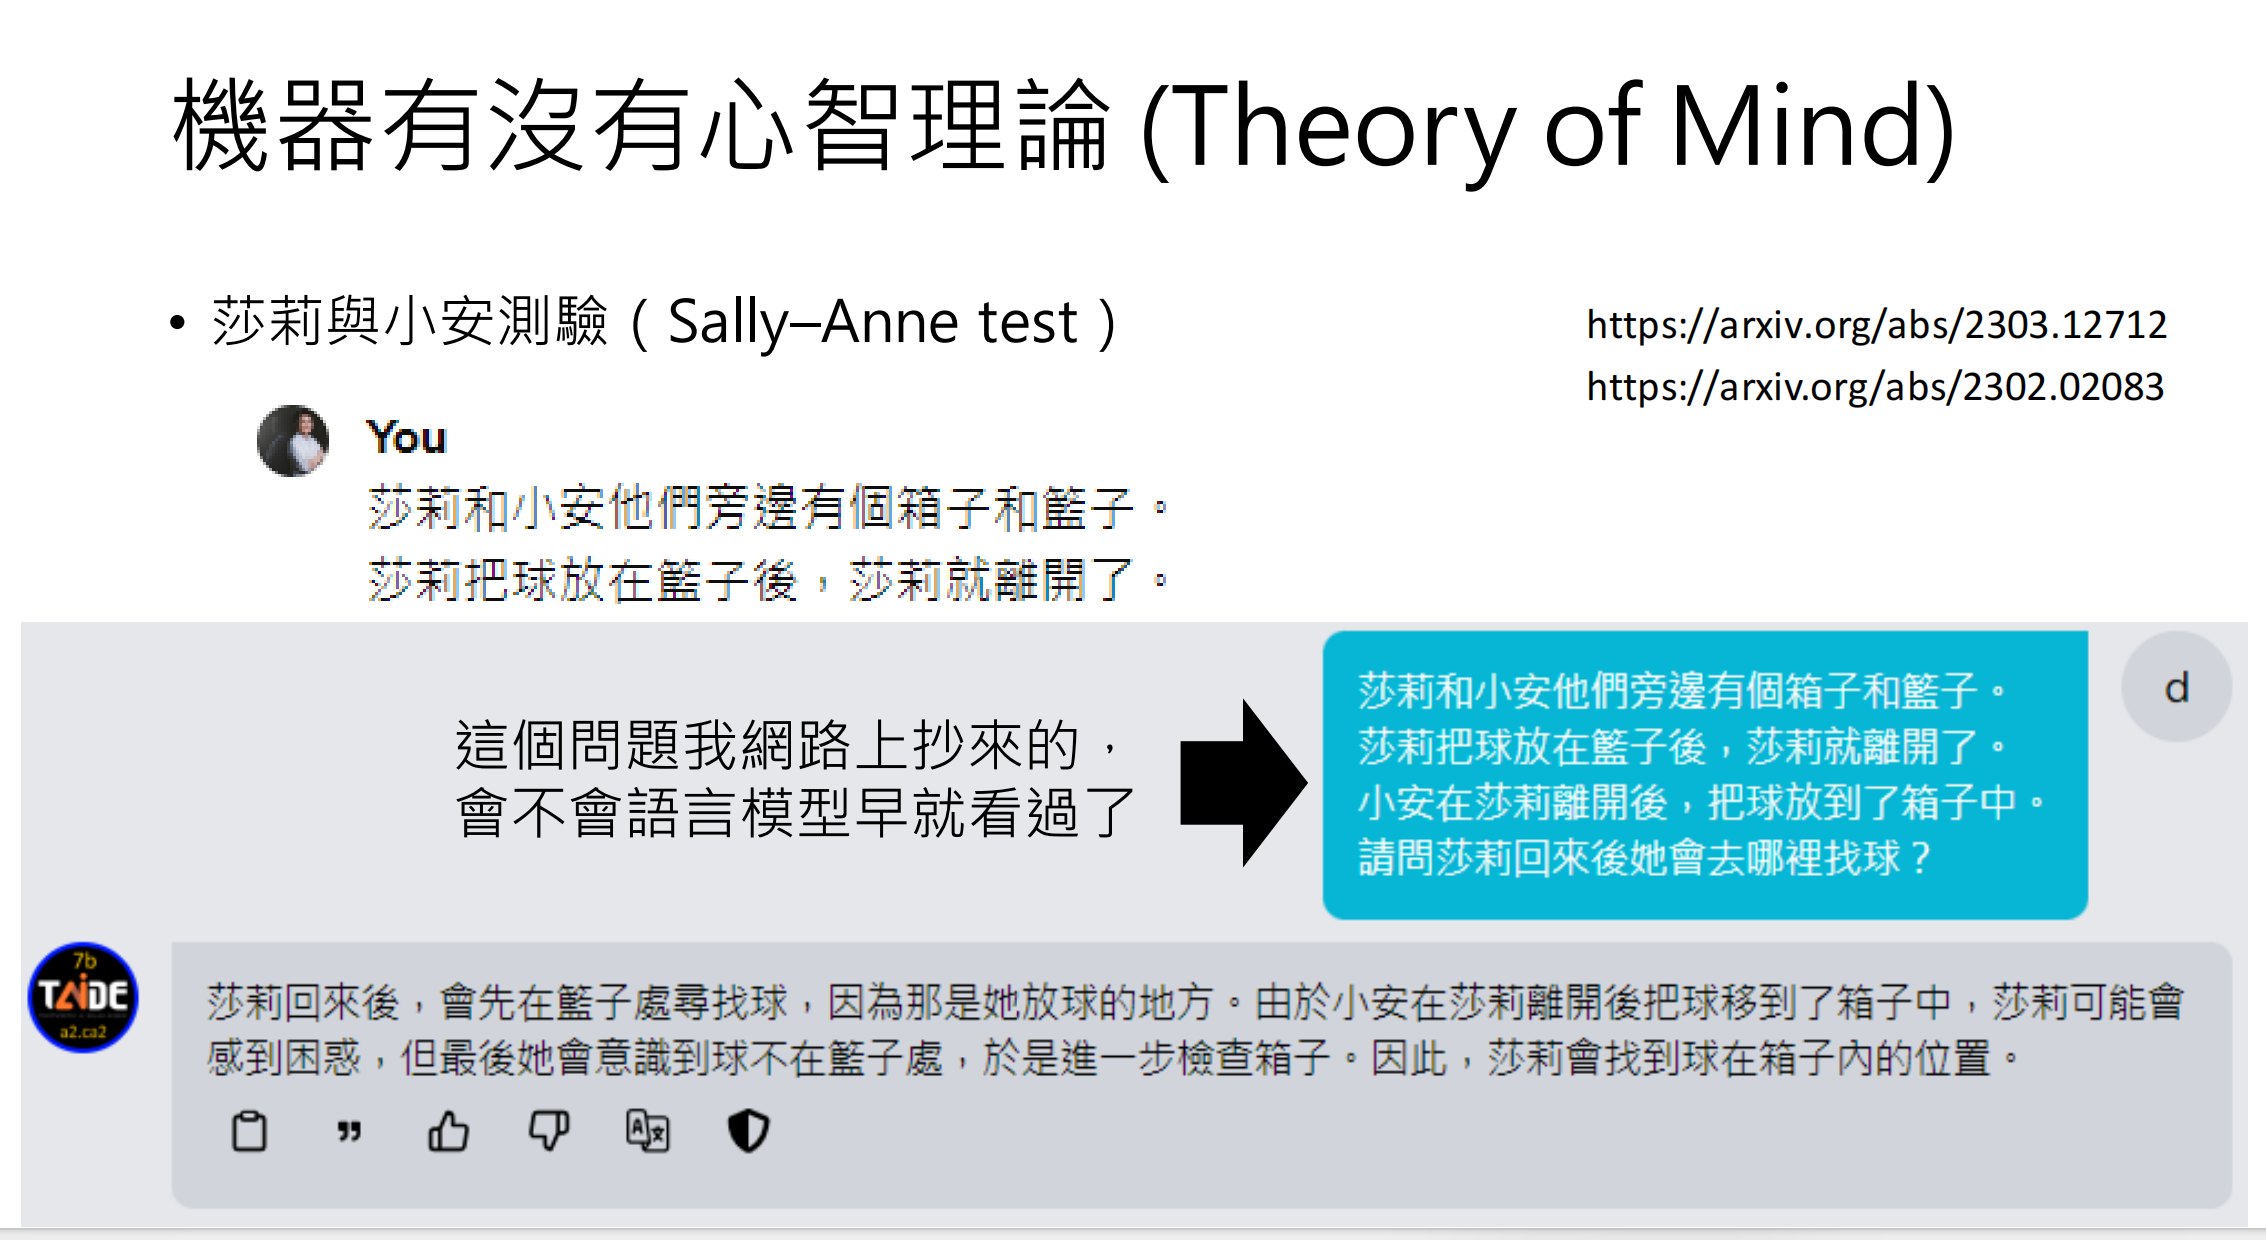 機器有沒有心智理論 (Theory of Mind)
• 莎莉與小安測驗（Sally–Anne test）
https://arxiv.org/abs/2303.12712
https://arxiv.org/abs/2302.02083
You
莎莉和小安他們旁邊有個箱子和籃子。
莎莉把球放在籃子後，莎莉就離開了。
這個問題我網路上抄來的，
會不會語言模型早就看過了
莎莉和小安他們旁邊有個箱子和籃子。
莎莉把球放在籃子後，莎莉就離開了。
小安在莎莉離開後，把球放到了箱子中。
請問莎莉回來後她會去哪裡找球？
d
7b
TAIDE
a2.ca2
莎莉回來後，會先在籃子處尋找球，因為那是她放球的地方。由於小安在莎莉離開後把球移到了箱子中，莎莉可能會
感到困惑，但最後她會意識到球不在籃子處，於是進一步檢查箱子。因此，莎莉會找到球在箱子內的位置。